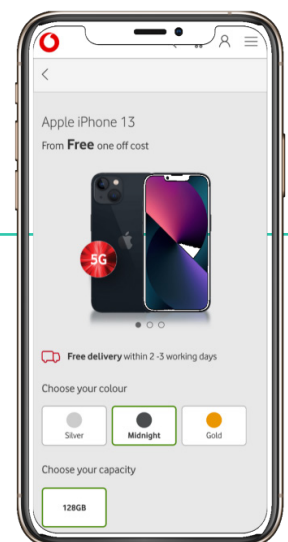 Apple iPhone 13
From Free one off cost
5G
Free delivery within 2 -3 working days
Choose your colour
Silver
Midnight
Gold
Choose your capacity
128GB